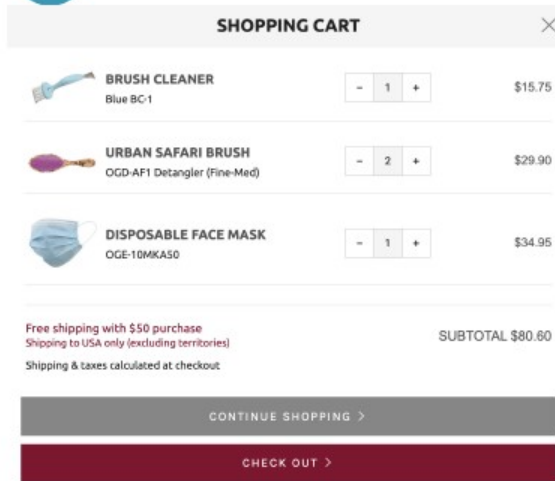 SHOPPING CART
BRUSH CLEANER
Blue BC-1
- 1 +
$15.75
URBAN SAFARI BRUSH
OGD-AF1 Detangler (Fine-Med)
- 2 +
$29.90
DISPOSABLE FACE MASK
OGE-10MKA50
- 1 +
$34.95
Free shipping with $50 purchase
Shipping to USA only (excluding territories)
Shipping & taxes calculated at checkout
SUBTOTAL $80.60
CONTINUE SHOPPING >
CHECK OUT >